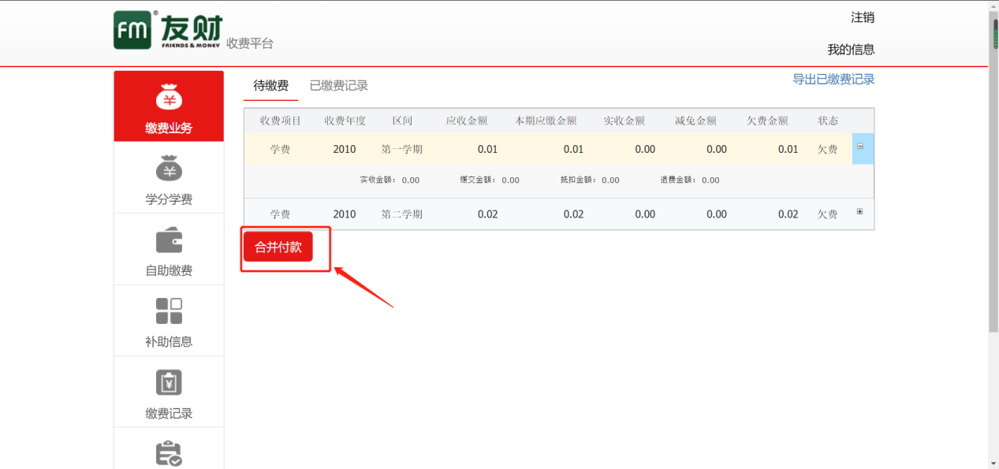 fm® 友财
FRIENDS & MONEY
收费平台
注销
我的信息
缴费业务
学分学费
自助缴费
补助信息
缴费记录
待缴费 已缴费记录 导出已缴费记录
收费项目 收费年度 区间 应收金额 本期应缴金额 实收金额 减免金额 欠费金额 状态
学费 2010 第一学期 0.01 0.01 0.00 0.00 0.01 欠费
实收金额： 0.00 缓交金额： 0.00 抵扣金额： 0.00 退费金额： 0.00
学费 2010 第二学期 0.02 0.02 0.00 0.00 0.02 欠费
合并付款